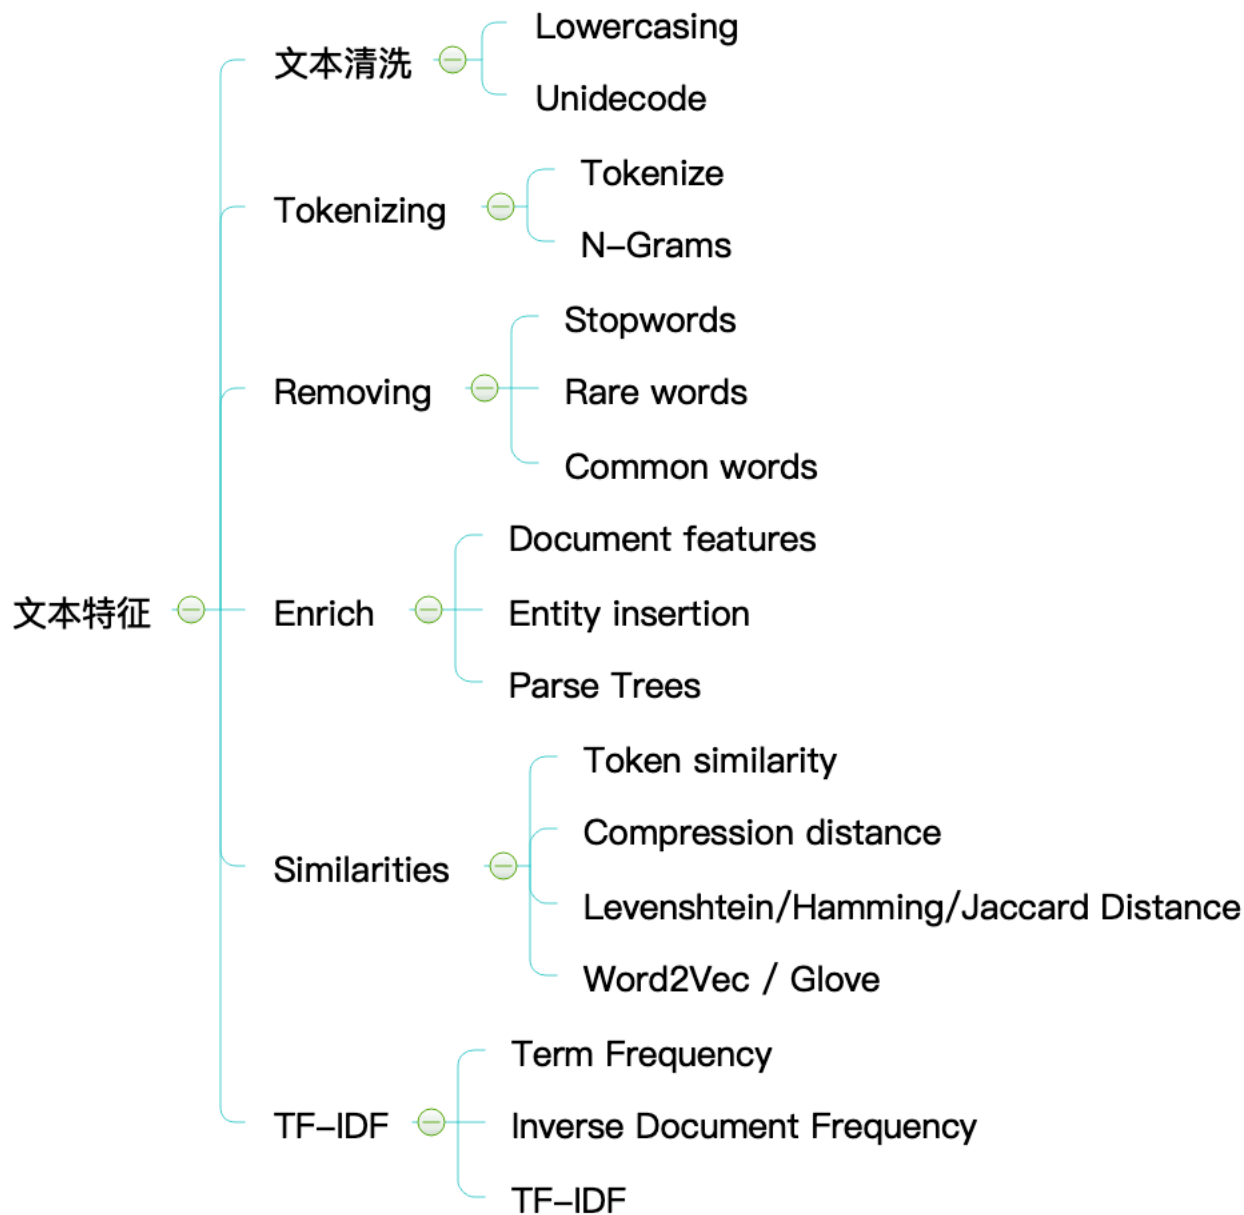 文本特征
文本清洗
Lowercasing
Unidecode
Tokenizing
Tokenize
N-Grams
Removing
Stopwords
Rare words
Common words
Enrich
Document features
Entity insertion
Parse Trees
Similarities
Token similarity
Compression distance
Levenshtein/Hamming/Jaccard Distance
Word2Vec / Glove
TF-IDF
Term Frequency
Inverse Document Frequency
TF-IDF